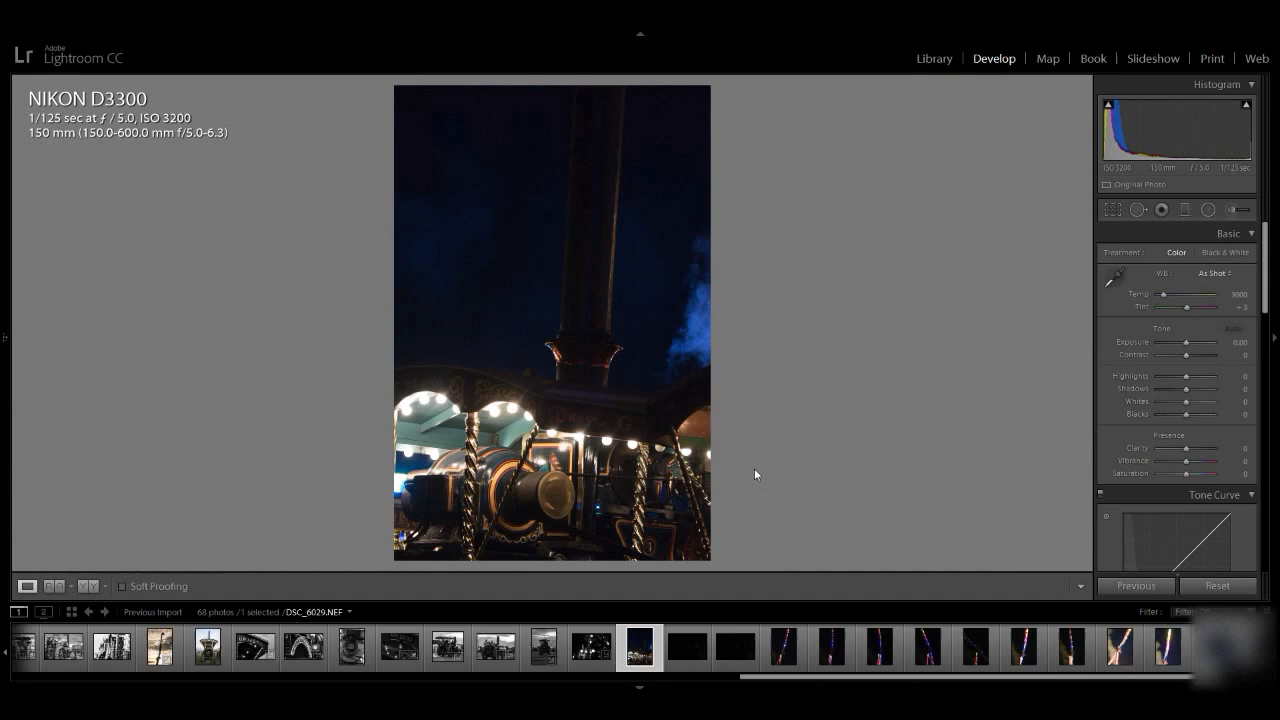 Lr Adobe
Lightroom CC
Library | Develop | Map | Book | Slideshow | Print | Web
NIKON D3300
1/125 sec at ƒ / 5.0, ISO 3200
150 mm (150.0-600.0 mm f/5.0-6.3)
Histogram
ISO 3200 150 mm ƒ / 5.0 1/125 sec
Original Photo
Basic
Treatment : Color Black & White
WB : As Shot
Temp 3000
Tint + 3
Tone Auto
Exposure 0.00
Contrast 0
Highlights 0
Shadows 0
Whites 0
Blacks 0
Presence
Clarity 0
Vibrance 0
Saturation 0
Tone Curve
R A Y Y Soft Proofing
Previous Reset
1 2 Previous Import 68 photos / 1 selected / DSC_6029.NEF Filter :